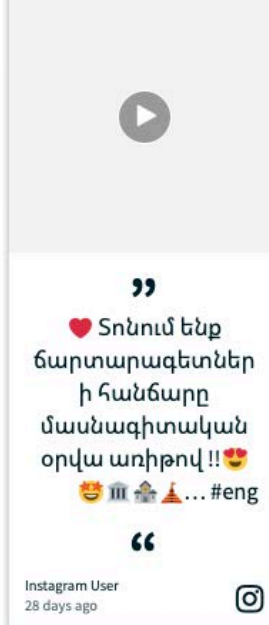 ”
❤️ Տոնում ենք
ճարտարագետներ
ի հանճարը
մասնագիտական
օրվա առիթով !!😍
🤩🏛️🏤🗼... #eng
“
Instagram User
28 days ago